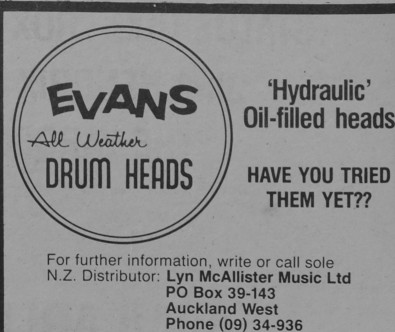 EVANS
All Weather
DRUM HEADS
'Hydraulic'
Oil-filled heads
HAVE YOU TRIED
THEM YET??
For further information, write or call sole
N.Z. Distributor: Lyn McAllister Music Ltd
PO Box 39-143
Auckland West
Phone (09) 34-936